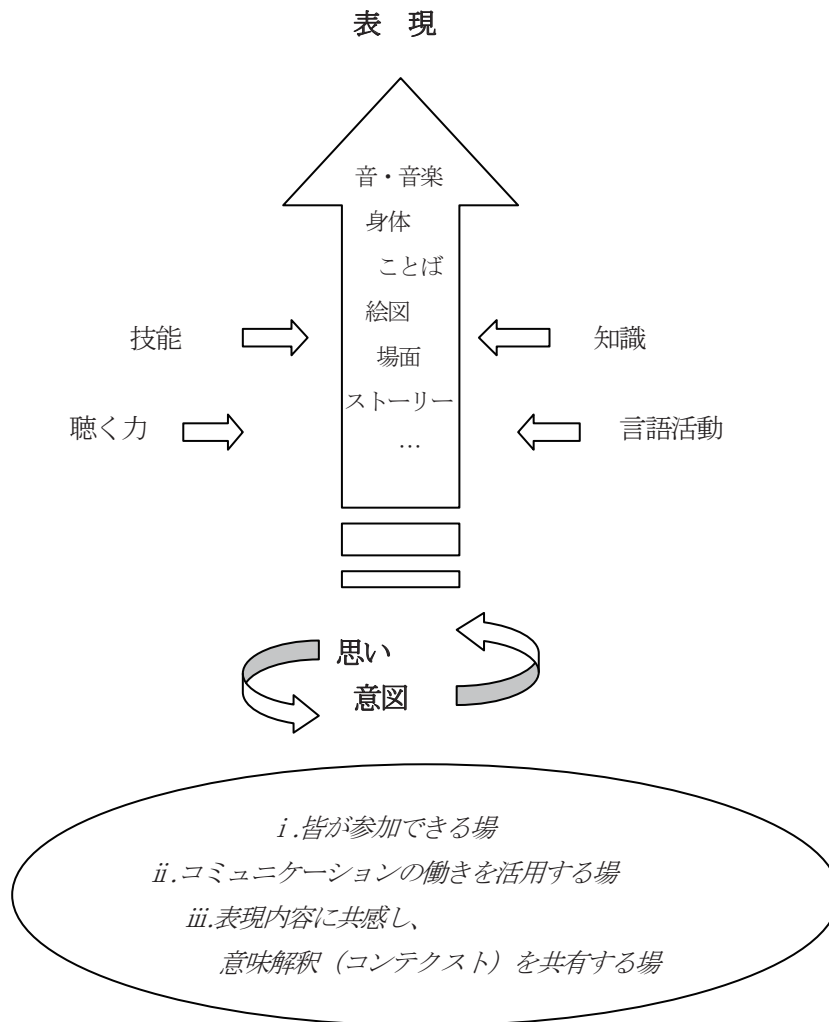 表 現
音・音楽
身体
ことば
絵図
技能
知識
場面
ストーリー
聴く力
言語活動
…
思い
意図
ⅰ.皆が参加できる場
ⅱ.コミュニケーションの働きを活用する場
ⅲ.表現内容に共感し、
意味解釈（コンテクスト）を共有する場